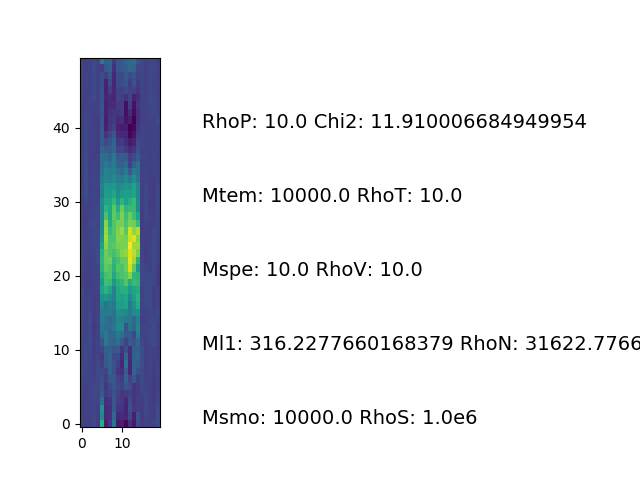 RhoP: 10.0 Chi2: 11.910006684949954
40
Mtem: 10000.0 RhoT: 10.0
30
Mspe: 10.0 RhoV: 10.0
20
Ml1: 316.2277660168379 RhoN: 31622.7766
10
Msmo: 10000.0 RhoS: 1.0e6
0
0 10